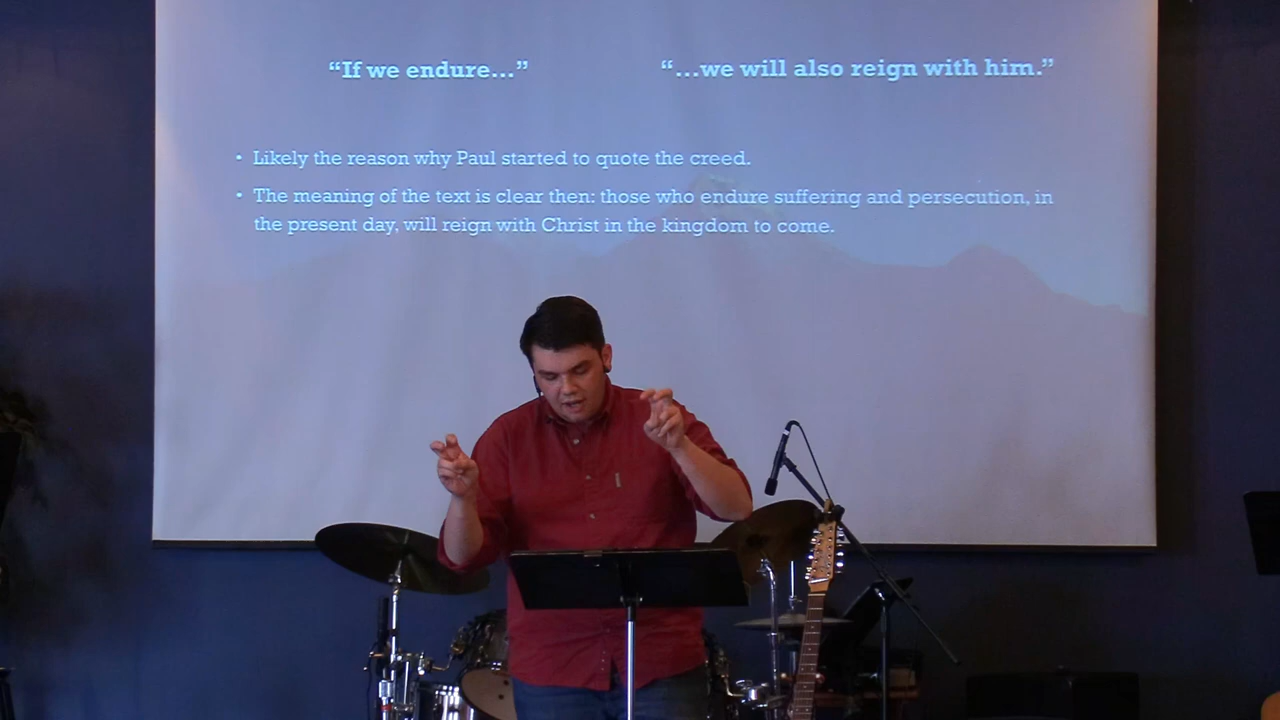 “If we endure…” “…we will also reign with him.”
• Likely the reason why Paul started to quote the creed.
• The meaning of the text is clear then: those who endure suffering and persecution, in
the present day, will reign with Christ in the kingdom to come.